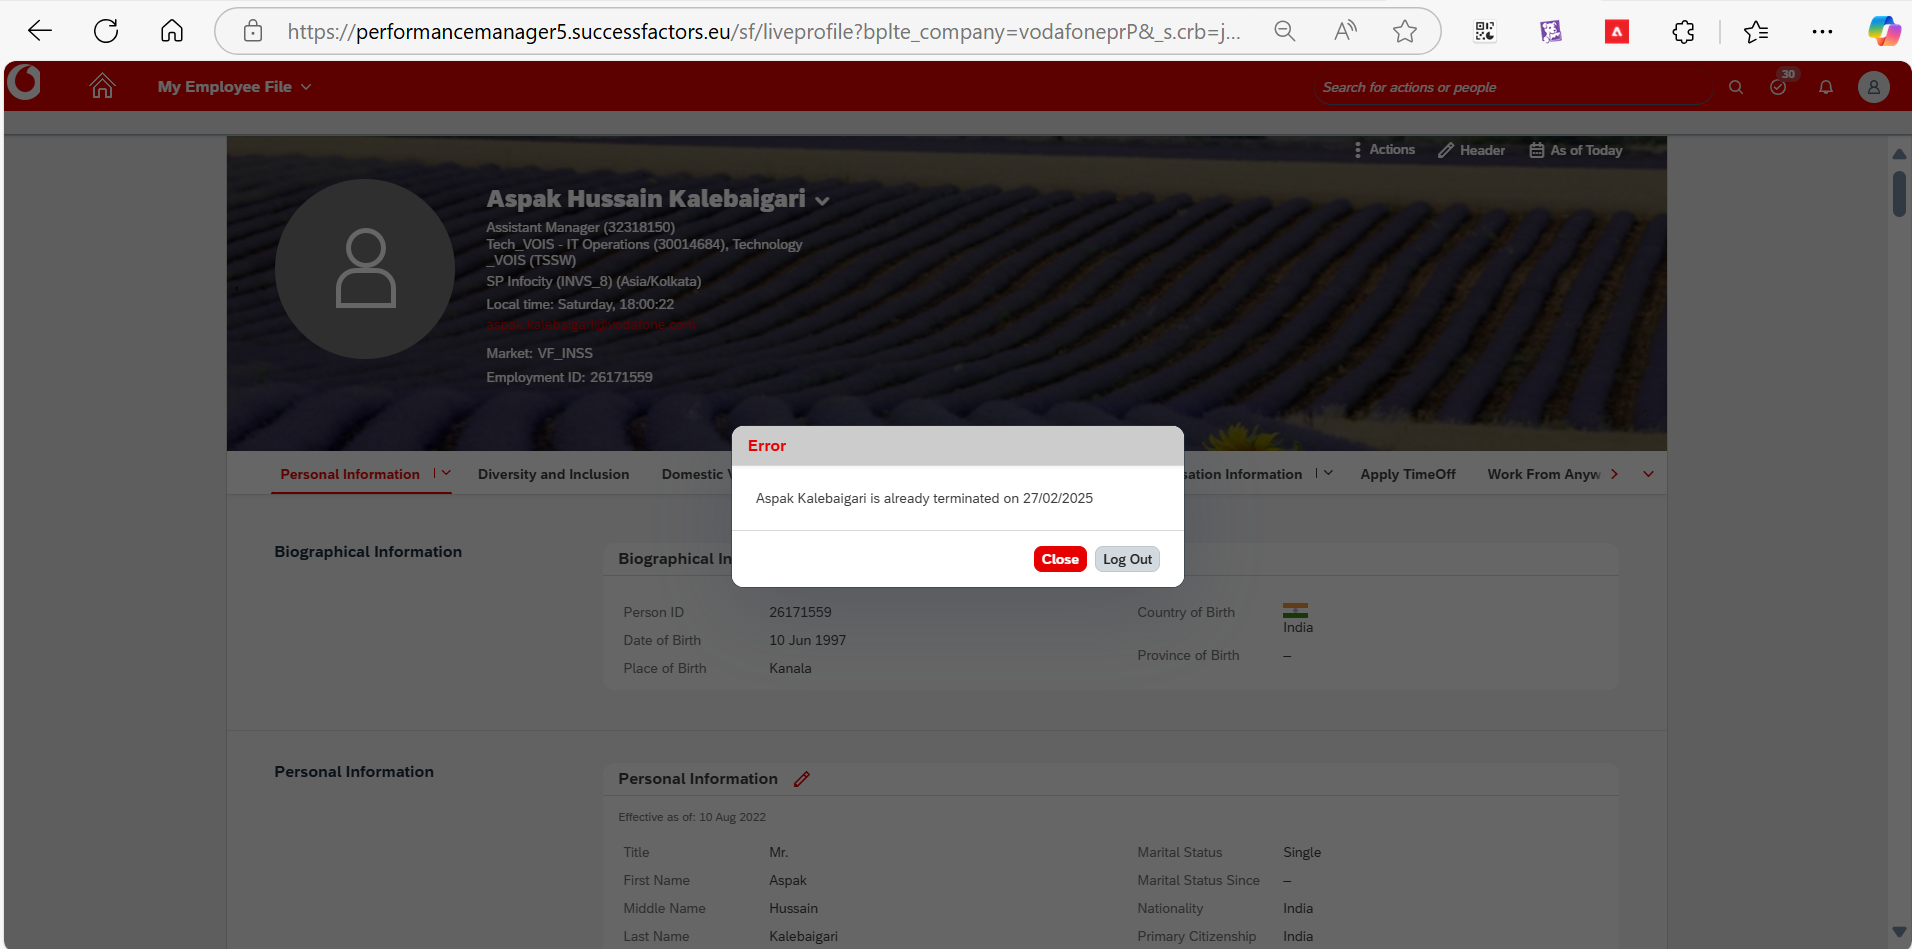 https://performancemanager5.successfactors.eu/sf/liveprofile?bplte_company=vodafoneprP&_s.crb=j...
My Employee File
Search for actions or people
30
Actions
Header
As of Today
Aspak Hussain Kalebaigari
Assistant Manager (32318150)
Tech_VOIS - IT Operations (30014684), Technology
_VOIS (TSSW)
SP Infocity (INVS_8) (Asia/Kolkata)
Local time: Saturday, 18:00:22
aspak.kalebaigari@vodafone.com
Market: VF_INSS
Employment ID: 26171559
Personal Information
Diversity and Inclusion
Domestic
sation Information
Apply TimeOff
Work From Anyw
Error
Aspak Kalebaigari is already terminated on 27/02/2025
Close
Log Out
Biographical Information
Biographical In
Person ID
26171559
Country of Birth
India
Date of Birth
10 Jun 1997
Province of Birth
–
Place of Birth
Kanala
Personal Information
Personal Information
Effective as of: 10 Aug 2022
Title
Mr.
Marital Status
Single
First Name
Aspak
Marital Status Since
–
Middle Name
Hussain
Nationality
India
Last Name
Kalebaigari
Primary Citizenship
India